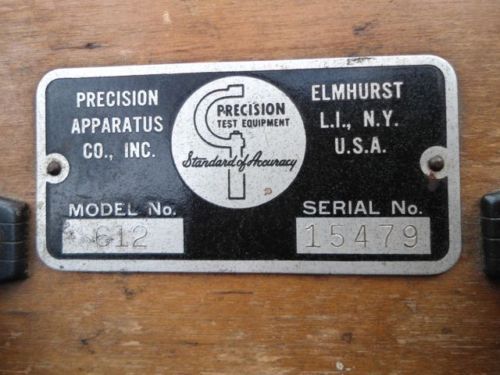 PRECISION
APPARATUS
CO., INC.
PRECISION
TEST EQUIPMENT
Standard of Accuracy
ELMHURST
L.I., N.Y.
U.S.A.
MODEL No.
612
SERIAL No.
15479